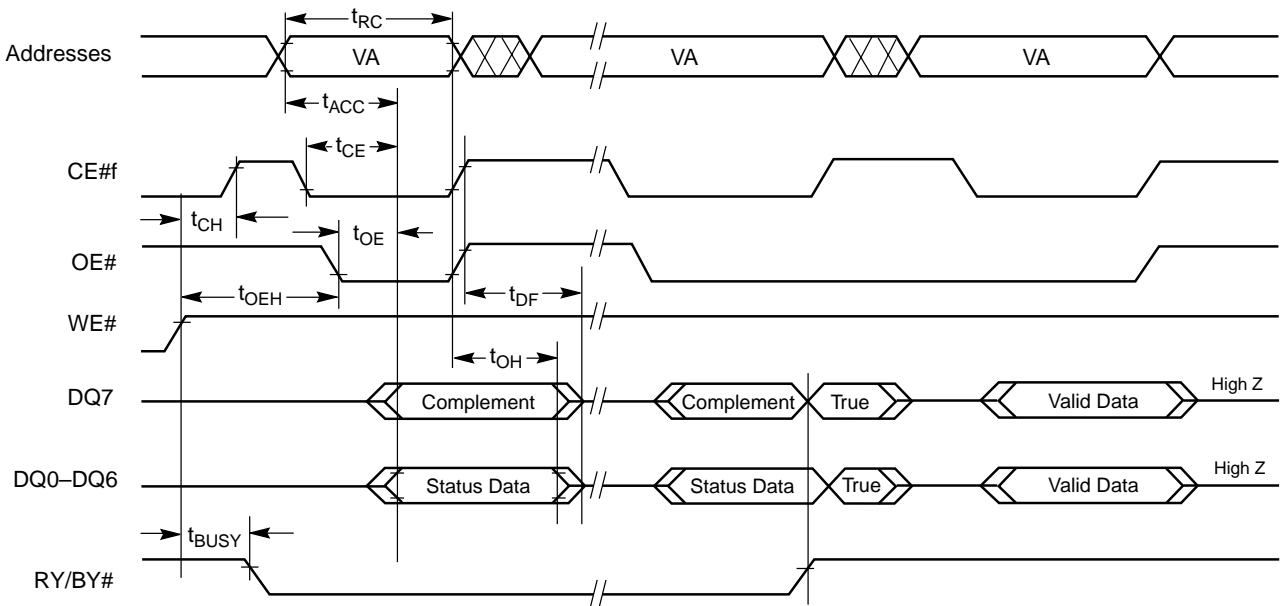 tRC
Addresses VA VA VA
tACC
tCE
CE#f
tCH
tOE
OE#
tOEH tDF
WE#
tOH
DQ7 Complement Complement True Valid Data High Z
DQ0–DQ6 Status Data Status Data True Valid Data High Z
tBUSY
RY/BY#